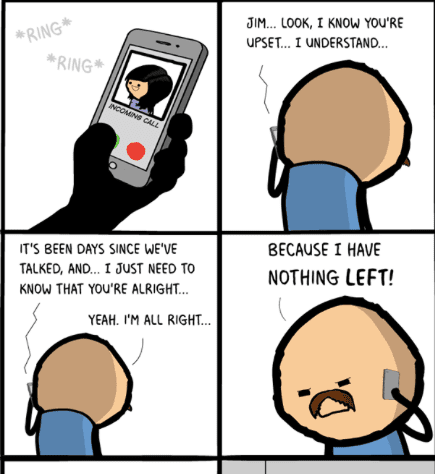 *RING*
*RING*
INCOMING CALL
JIM... LOOK, I KNOW YOU'RE
UPSET... I UNDERSTAND...
IT'S BEEN DAYS SINCE WE'VE
TALKED, AND... I JUST NEED TO
KNOW THAT YOU'RE ALRIGHT...
YEAH. I'M ALL RIGHT...
BECAUSE I HAVE
NOTHING LEFT!